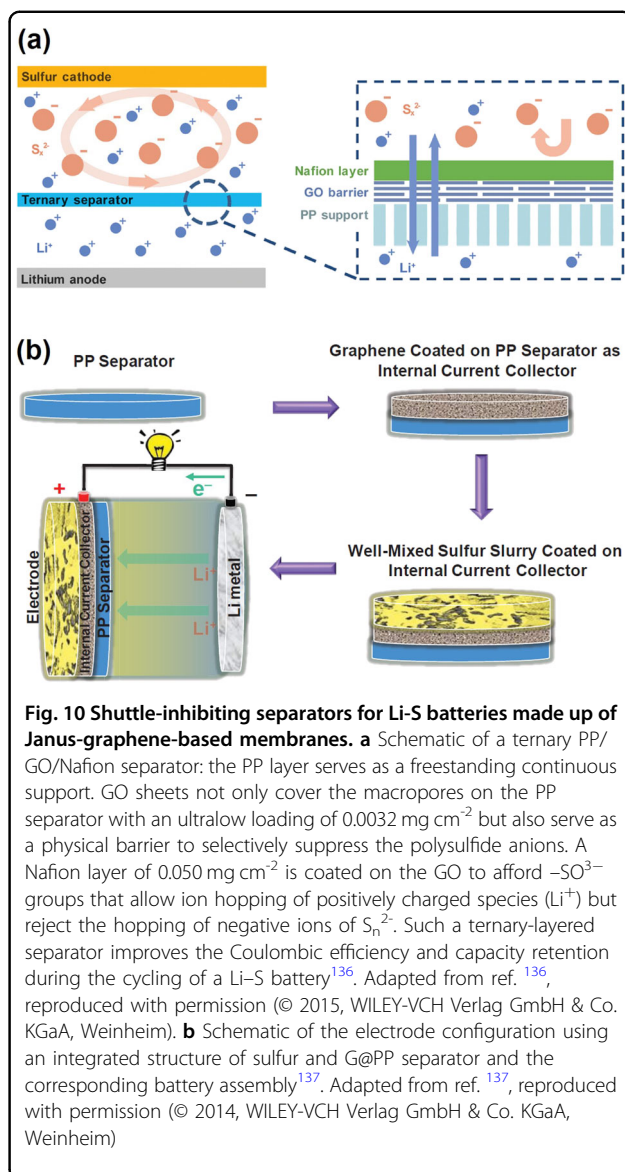 (a)
Sulfur cathode
Sₓ²⁻
Ternary separator
Li⁺
Lithium anode
Sₓ²⁻
Nafion layer
GO barrier
PP support
Li⁺
(b)
PP Separator
Graphene Coated on PP Separator as
Internal Current Collector
Well-Mixed Sulfur Slurry Coated on
Internal Current Collector
+
e⁻
–
Electrode
Internal Current Collector
PP Separator
Li⁺
Li⁺
Li metal
Fig. 10 Shuttle-inhibiting separators for Li-S batteries made up of
Janus-graphene-based membranes. a Schematic of a ternary PP/
GO/Nafion separator: the PP layer serves as a freestanding continuous
support. GO sheets not only cover the macropores on the PP
separator with an ultralow loading of 0.0032 mg cm⁻² but also serve as
a physical barrier to selectively suppress the polysulfide anions. A
Nafion layer of 0.050 mg cm⁻² is coated on the GO to afford –SO³⁻
groups that allow ion hopping of positively charged species (Li⁺) but
reject the hopping of negative ions of Sₙ²⁻. Such a ternary-layered
separator improves the Coulombic efficiency and capacity retention
during the cycling of a Li–S battery¹³⁶. Adapted from ref. ¹³⁶,
reproduced with permission (© 2015, WILEY-VCH Verlag GmbH & Co.
KGaA, Weinheim). b Schematic of the electrode configuration using
an integrated structure of sulfur and G@PP separator and the
corresponding battery assembly¹³⁷. Adapted from ref. ¹³⁷, reproduced
with permission (© 2014, WILEY-VCH Verlag GmbH & Co. KGaA,
Weinheim)